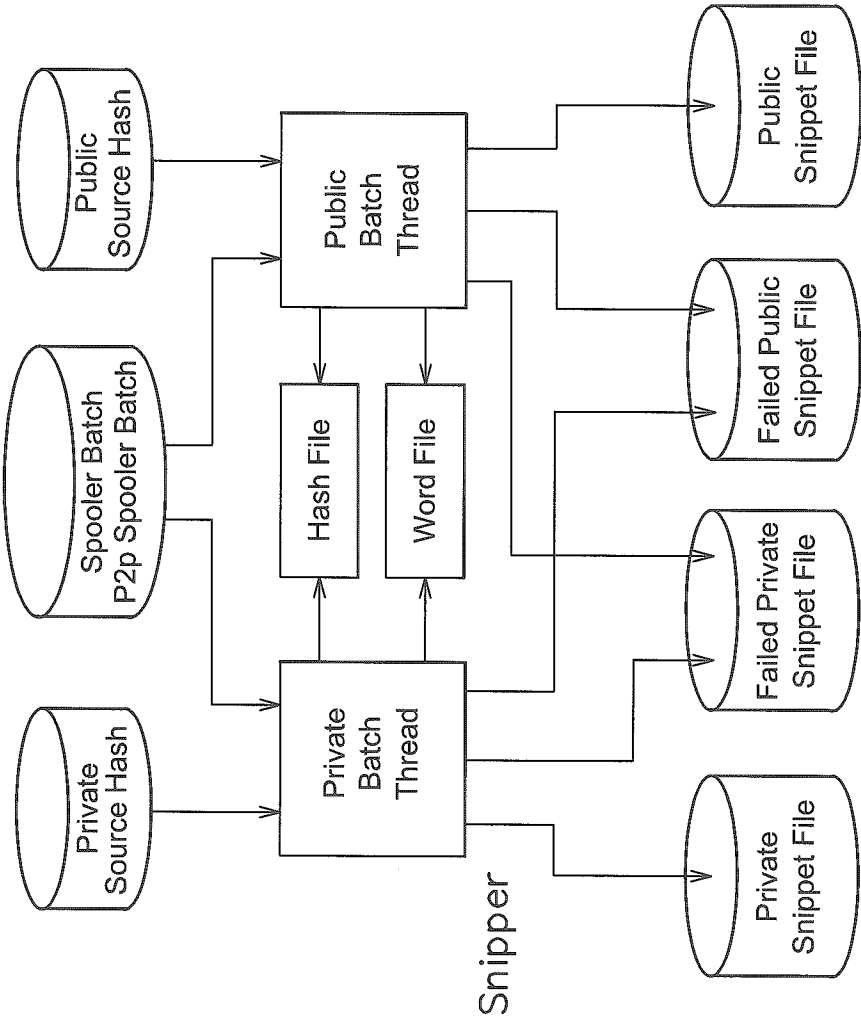 Private
Source Hash
Spooler Batch
P2p Spooler Batch
Public
Source Hash
Private
Batch
Thread
Hash File
Word File
Public
Batch
Thread
Snipper
Private
Snippet File
Failed Private
Snippet File
Failed Public
Snippet File
Public
Snippet File